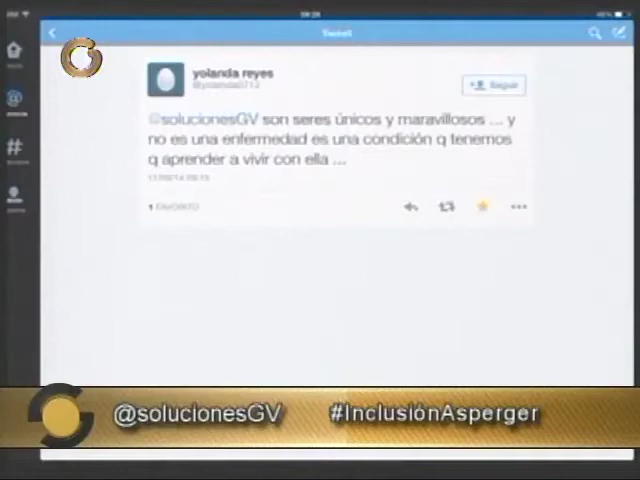 Tweet
yolanda reyes
Seguir
@solucionesGV son seres únicos y maravillosos ... y
no es una enfermedad es una condición q tenemos
q aprender a vivir con ella ...
1 FAVORITO
@solucionesGV #InclusiónAsperger